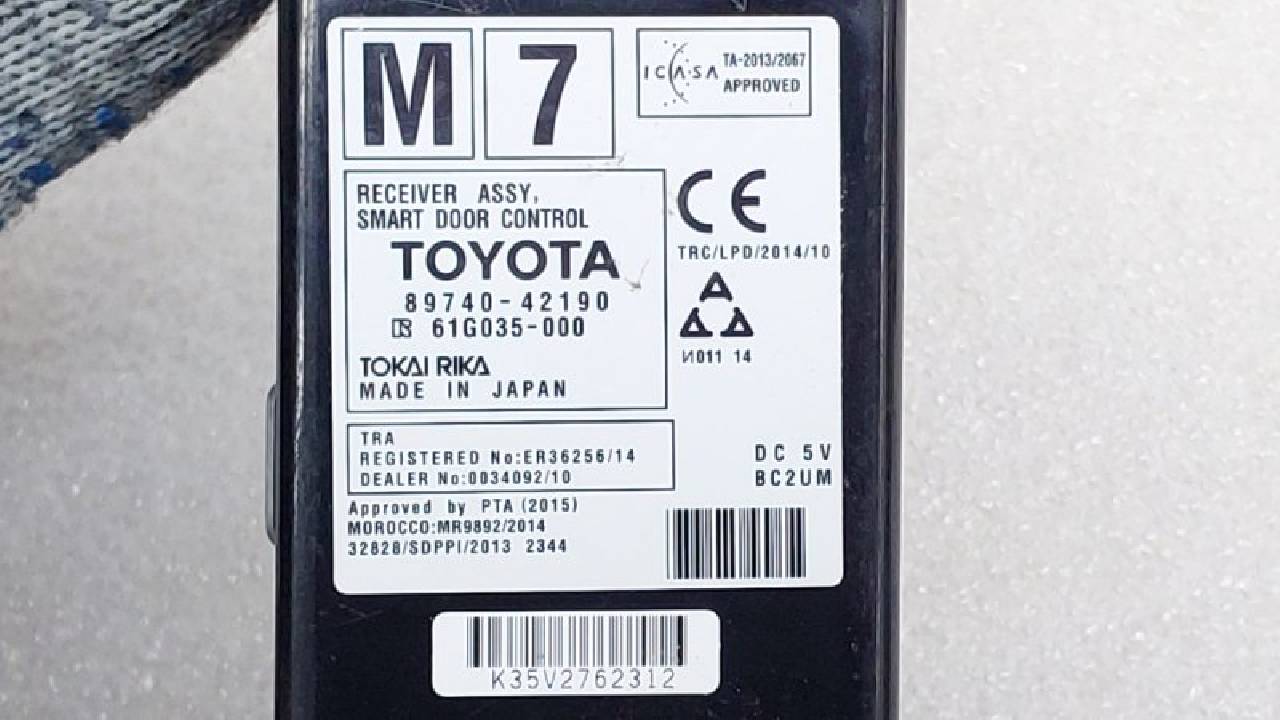 M 7
ICASA TA-2013/2067
APPROVED
RECEIVER ASSY,
SMART DOOR CONTROL
TOYOTA
89740-42190
61G035-000
TOKAI RIKA
MADE IN JAPAN
CE
TRC/LPD/2014/10
И011 14
TRA
REGISTERED No:ER36256/14
DEALER No:0034092/10
DC 5V
BC2UM
Approved by PTA (2015)
MOROCCO:MR9892/2014
32828/SDPPI/2013 2344
K35V2762312